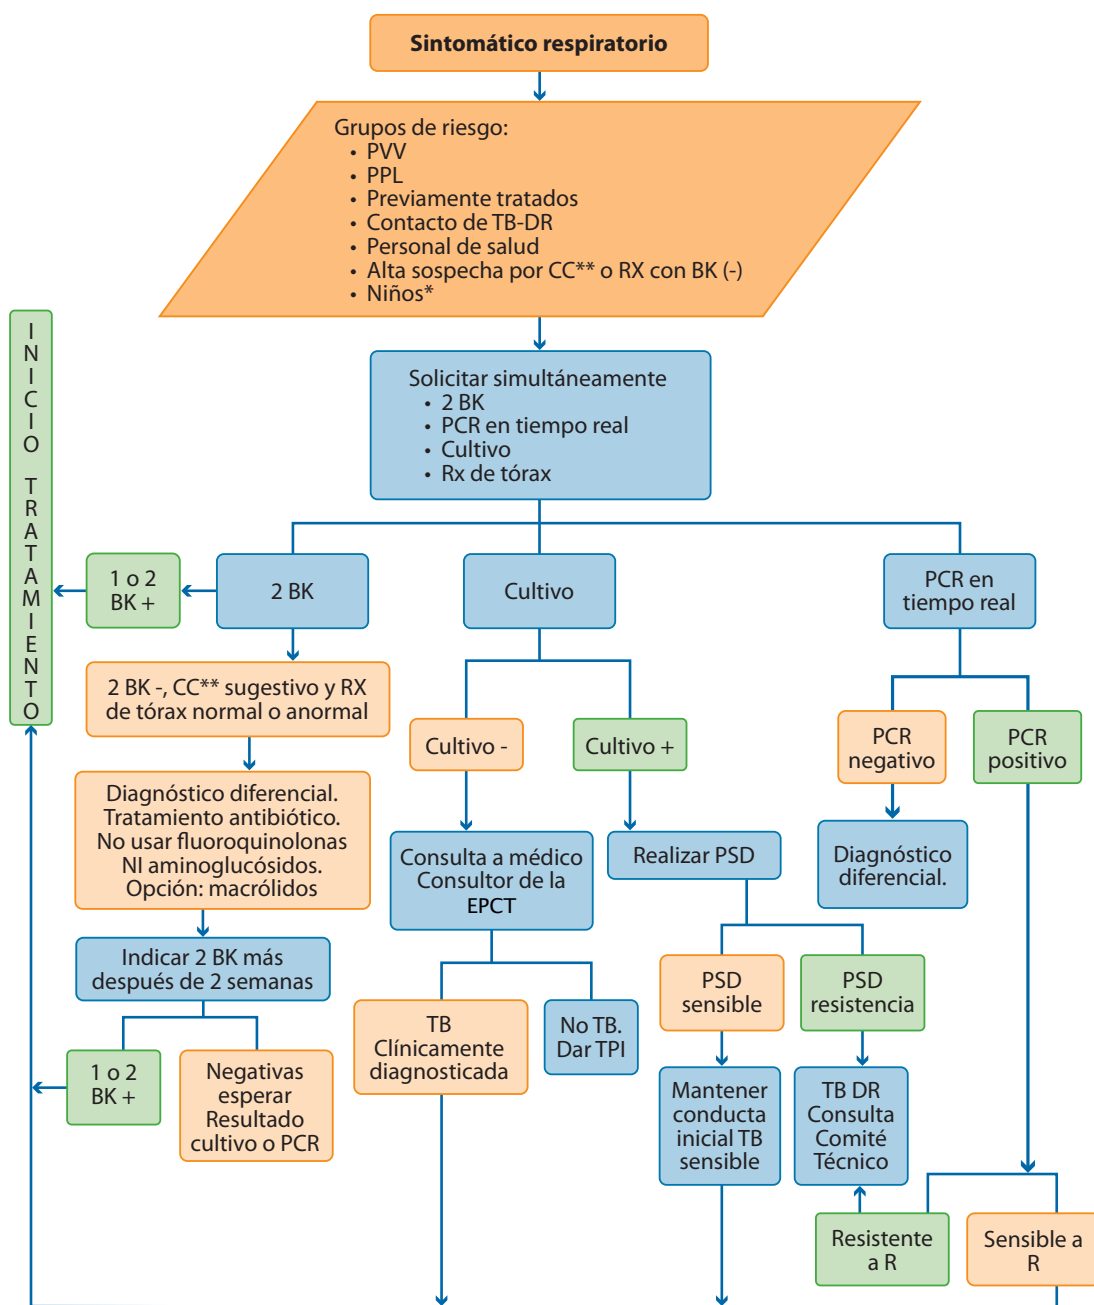 Sintomático respiratorio
Grupos de riesgo:
• PVV
• PPL
• Previamente tratados
• Contacto de TB-DR
• Personal de salud
• Alta sospecha por CC** o RX con BK (-)
• Niños*
INICIO TRATAMIENTO
Solicitar simultáneamente
• 2 BK
• PCR en tiempo real
• Cultivo
• Rx de tórax
1 o 2
BK +
2 BK
Cultivo
PCR en
tiempo real
2 BK -, CC** sugestivo y RX
de tórax normal o anormal
Cultivo -
Cultivo +
PCR
negativo
PCR
positivo
Diagnóstico diferencial.
Tratamiento antibiótico.
No usar fluoroquinolonas
NI aminoglucósidos.
Opción: macrólidos
Consulta a médico
Consultor de la
EPCT
Realizar PSD
Diagnóstico
diferencial.
Indicar 2 BK más
después de 2 semanas
PSD
sensible
PSD
resistencia
TB
Clínicamente
diagnosticada
No TB.
Dar TPI
1 o 2
BK +
Negativas
esperar
Resultado
cultivo o PCR
Mantener
conducta
inicial TB
sensible
TB DR
Consulta
Comité
Técnico
Resistente
a R
Sensible a
R